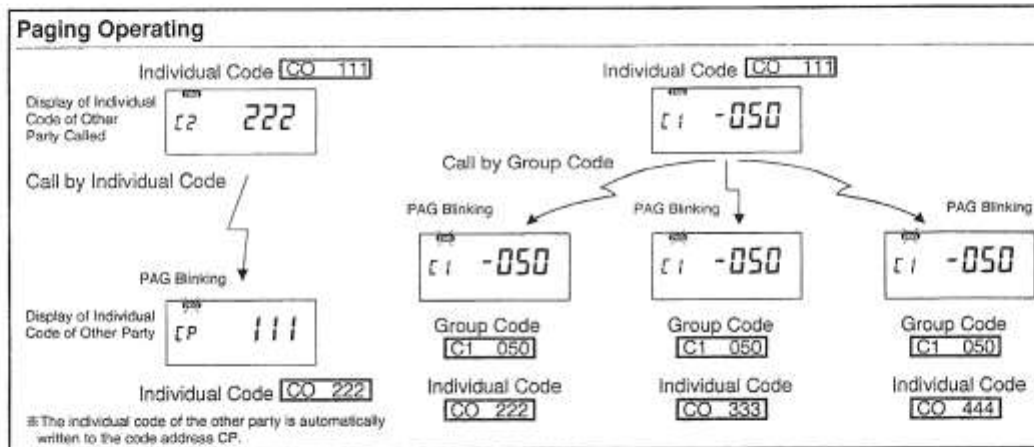 Paging Operating
Individual Code CO 111
Display of Individual
Code of Other
Party Called
C2 222
Call by Individual Code
PAG Blinking
Display of Individual
Code of Other Party
CP 111
Individual Code CO 222
※The individual code of the other party is automatically
written to the code address CP.
Individual Code CO 111
C1 -050
Call by Group Code
PAG Blinking
PAG Blinking
PAG Blinking
C1 -050
C1 -050
C1 -050
Group Code
C1 050
Group Code
C1 050
Group Code
C1 050
Individual Code
CO 222
Individual Code
CO 333
Individual Code
CO 444